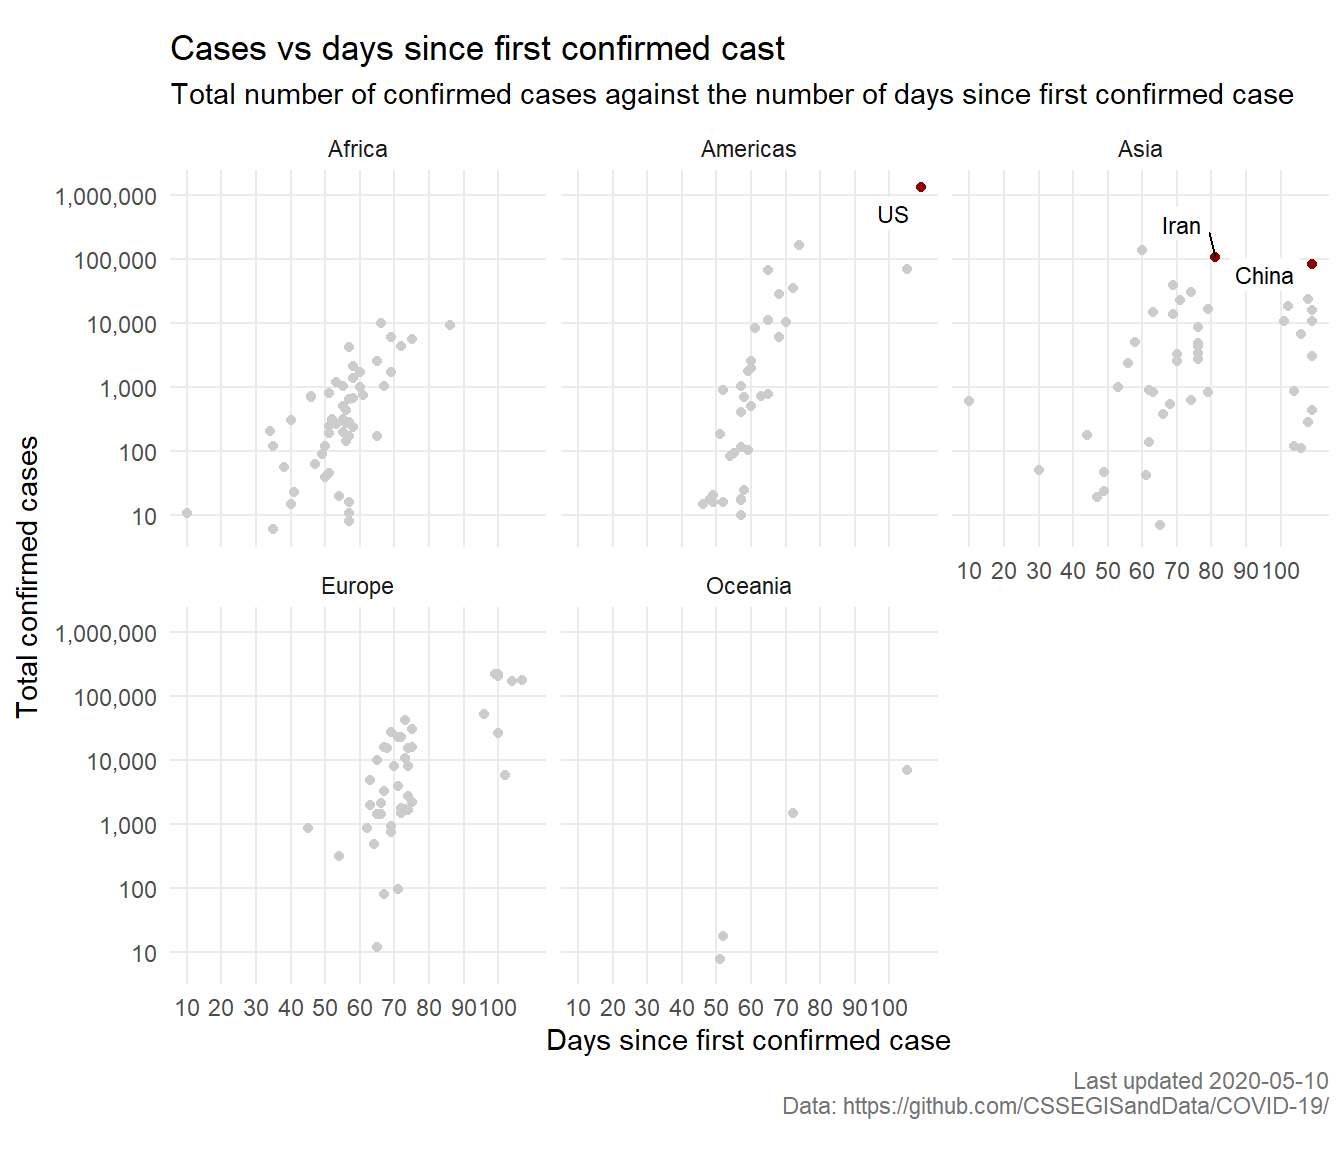 Cases vs days since first confirmed cast
Total number of confirmed cases against the number of days since first confirmed case
Africa
Americas
Asia
1,000,000
100,000
10,000
1,000
100
10
US
Iran
China
10 20 30 40 50 60 70 80 90 100
Europe
Oceania
1,000,000
100,000
10,000
1,000
100
10
10 20 30 40 50 60 70 80 90 100
10 20 30 40 50 60 70 80 90 100
Total confirmed cases
Days since first confirmed case
Last updated 2020-05-10
Data: https://github.com/CSSEGISandData/COVID-19/